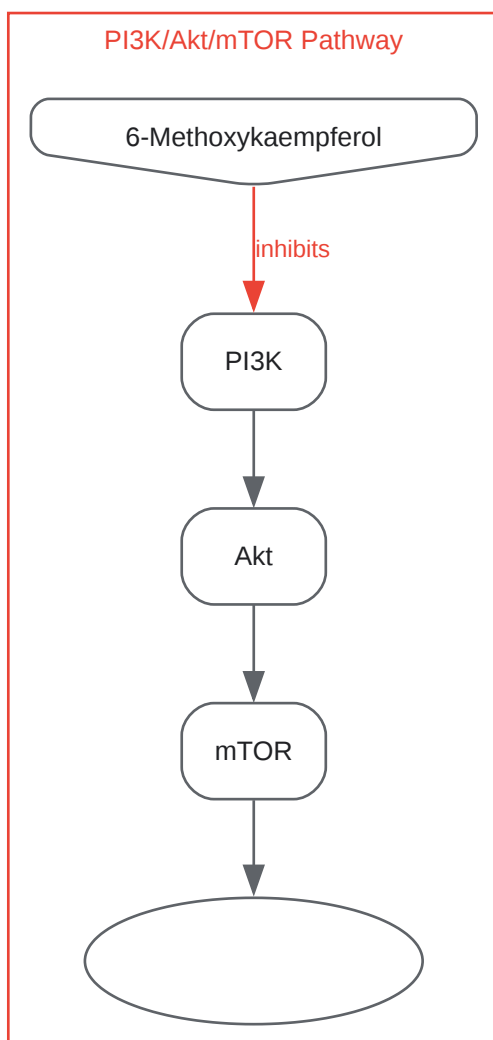 PI3K/Akt/mTOR Pathway
6-Methoxykaempferol
inhibits
PI3K
Akt
mTOR